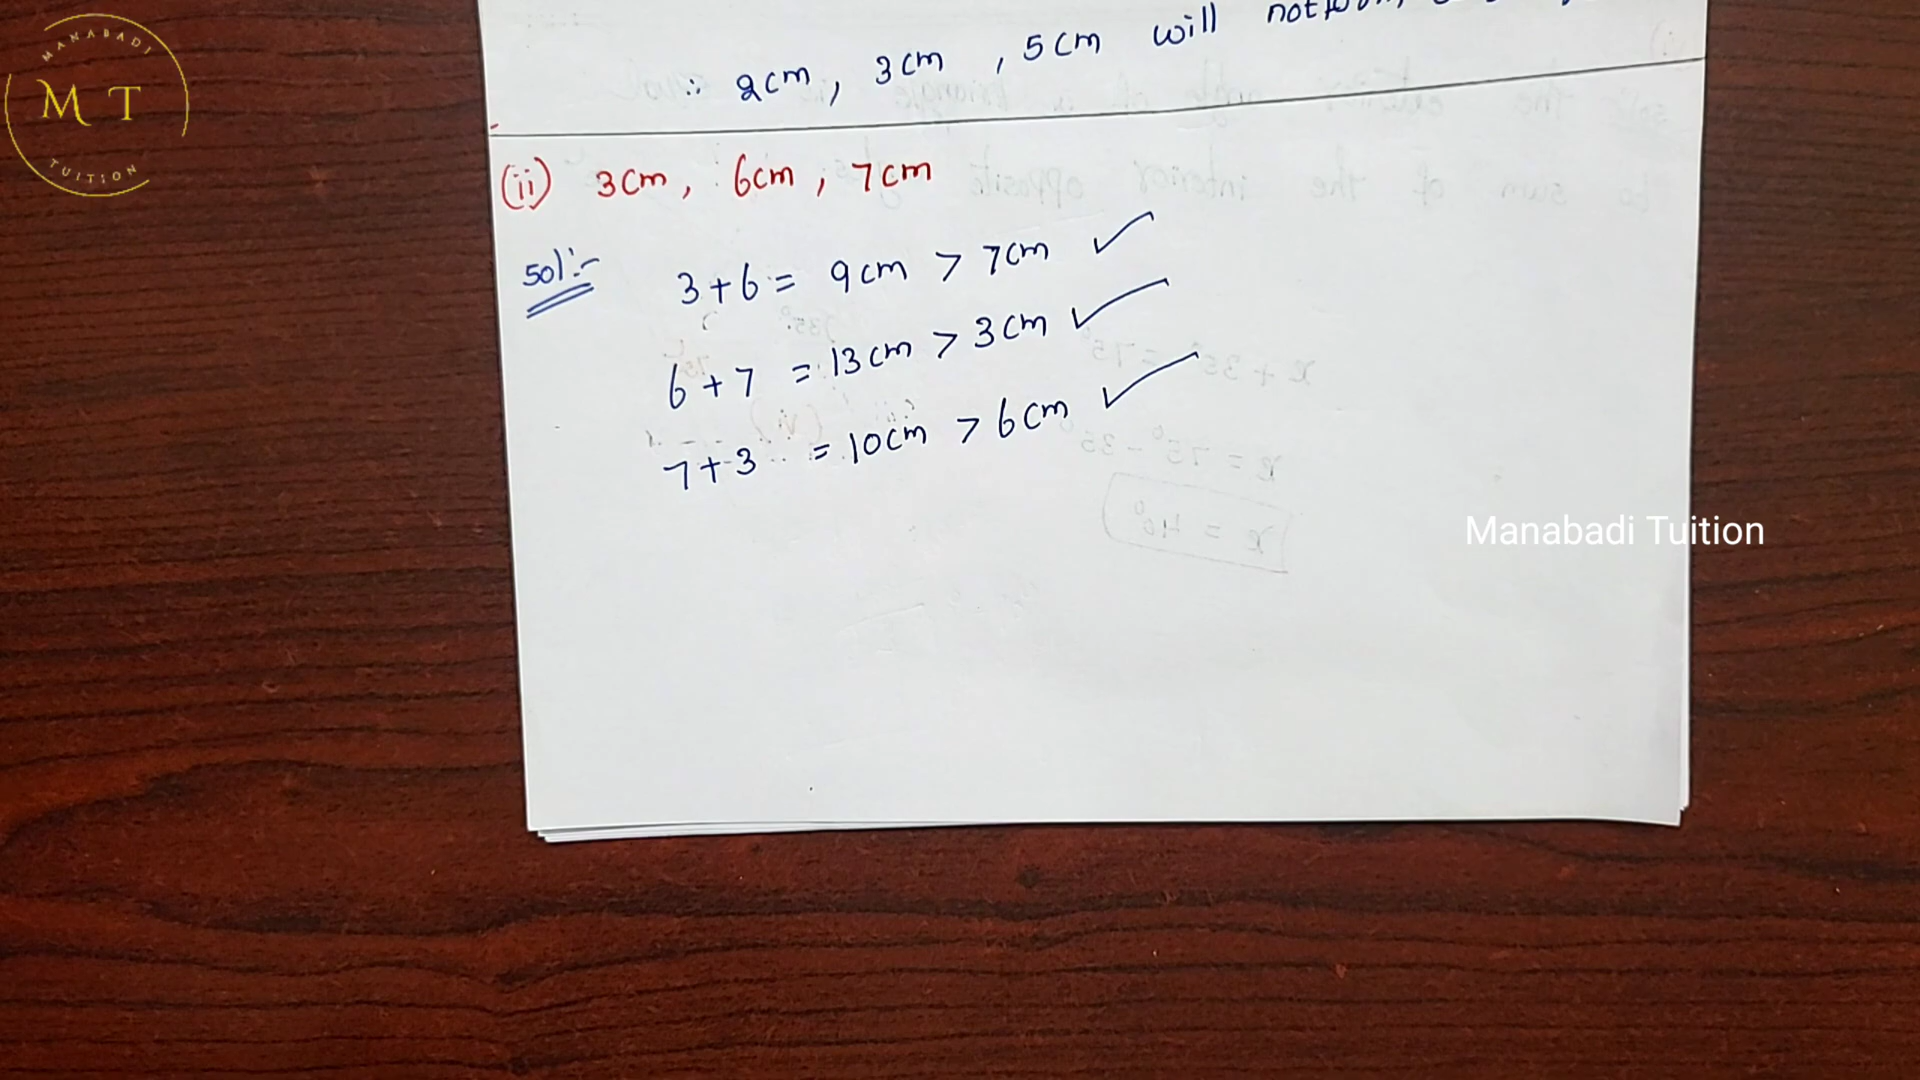 MANABADI
M T
TUITION
∴ 2cm, 3cm, 5cm will
(ii) 3cm, 6cm, 7cm
sol:-
3+6 = 9cm > 7cm ✓
6+7 = 13cm > 3cm ✓
7+3 = 10cm > 6cm ✓
Manabadi Tuition